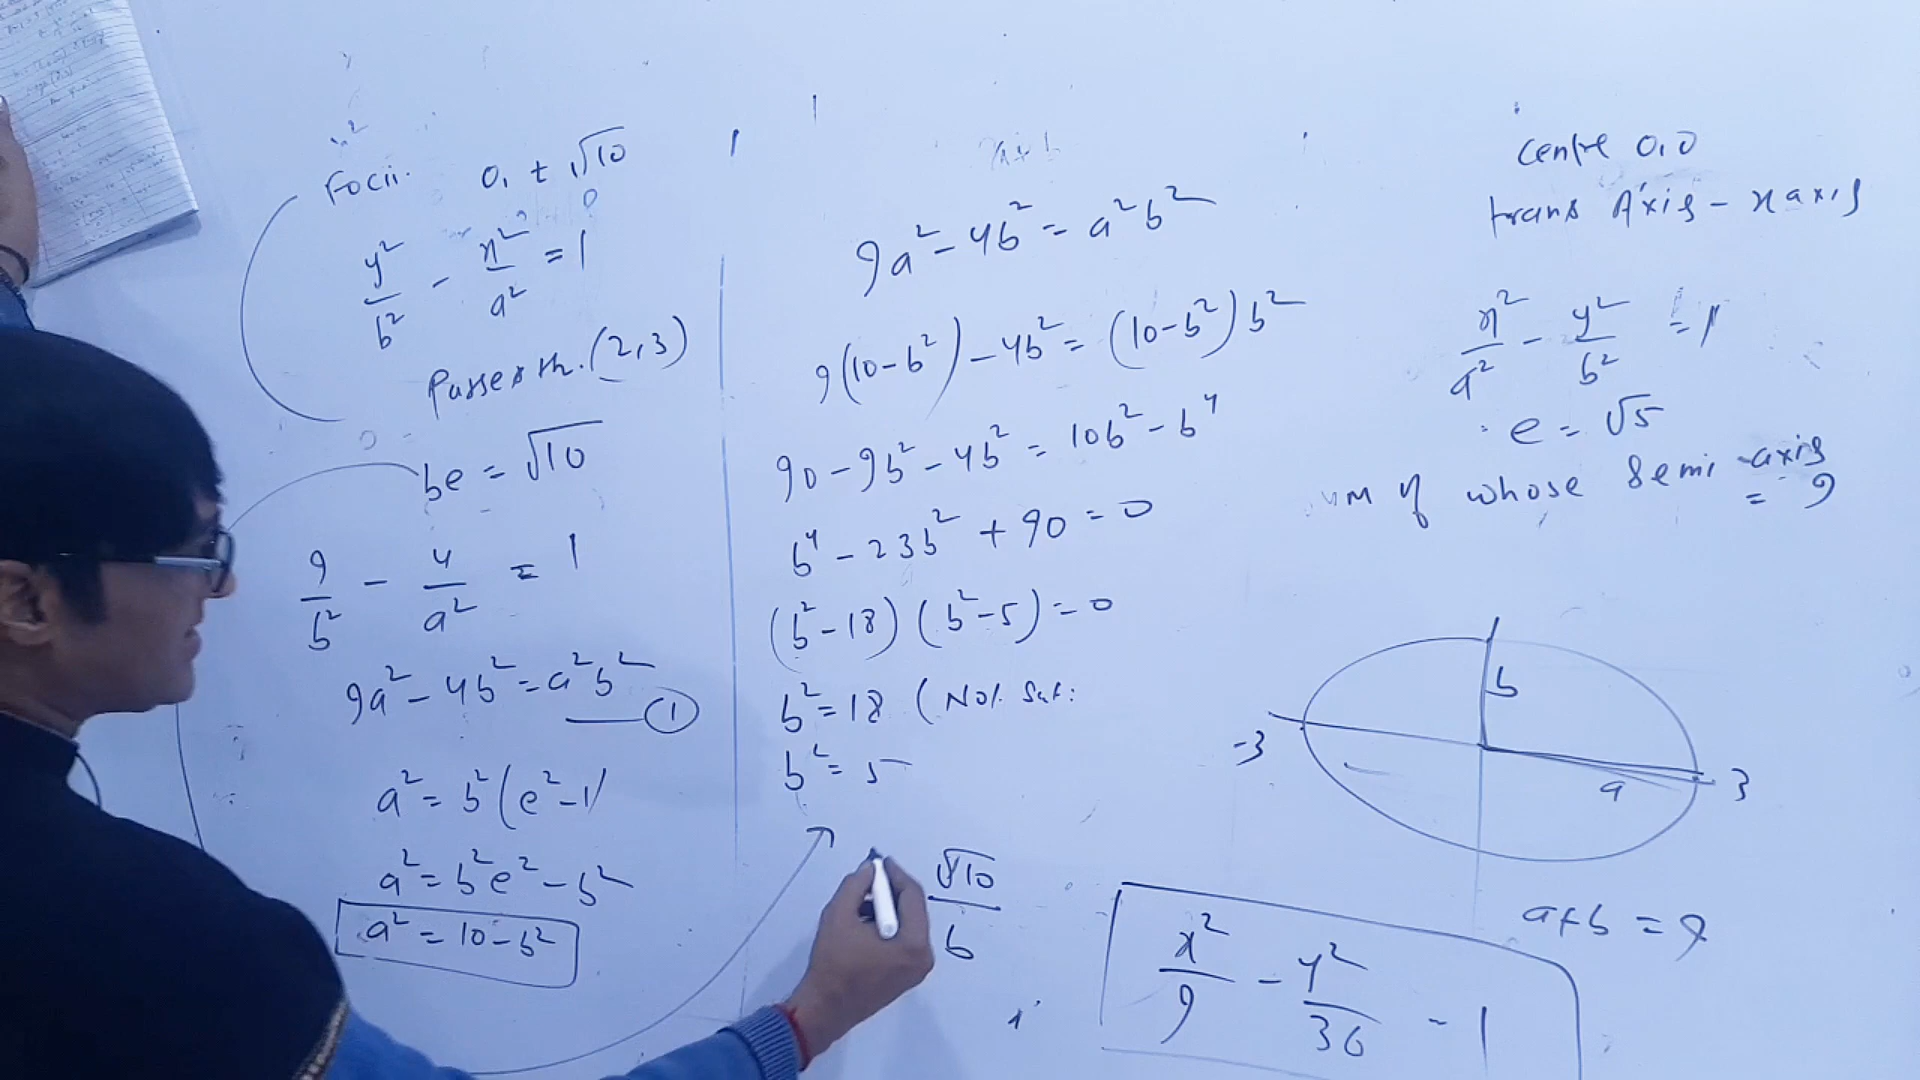 Focii. 0, ± √10
y²/b² - x²/a² = 1
Passes th. (2,3)
be = √10
9/b² - 4/a² = 1
9a² - 4b² = a²b² — ①
a² = b²(e²-1
a² = b²e² - b²
a² = 10 - b²
9a² - 4b² = a²b²
9(10-b²) - 4b² = (10-b²)b²
90 - 9b² - 4b² = 10b² - b⁴
b⁴ - 23b² + 90 = 0
(b²-18)(b²-5) = 0
b² = 18 (Not Sat:
b² = 5
√10/b
Centre 0,0
trans Axis - x axis
x²/a² - y²/b² = 1
e = √5
um of whose semi axis = 9
b
-3
a
3
a+b = 9
x²/9 - y²/36 - 1